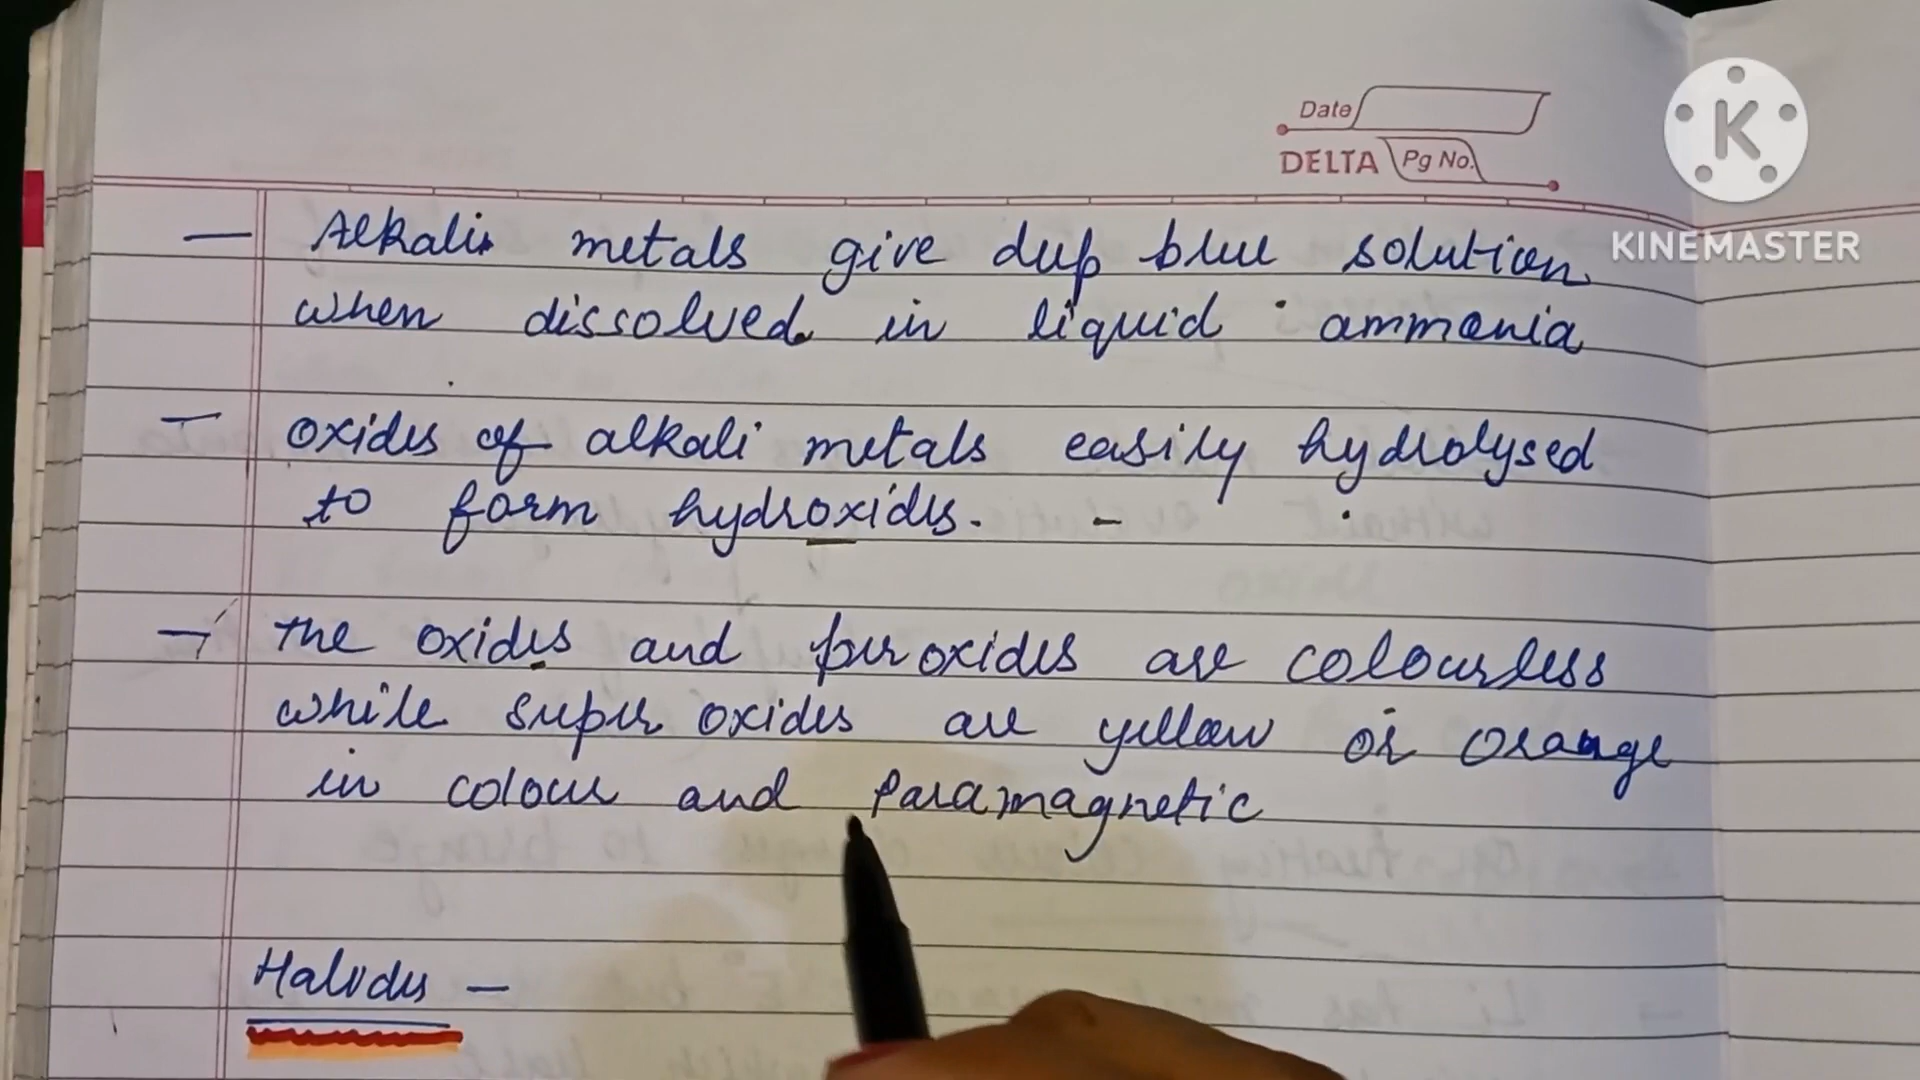 Date
DELTA Pg No.
K
KINEMASTER
— Alkali metals give deep blue solution
when dissolved in liquid ammonia
— oxides of alkali metals easily hydrolysed
to form hydroxides.
— The oxides and peroxides are colourless
while super oxides are yellow or orange
in colour and paramagnetic
Halides —